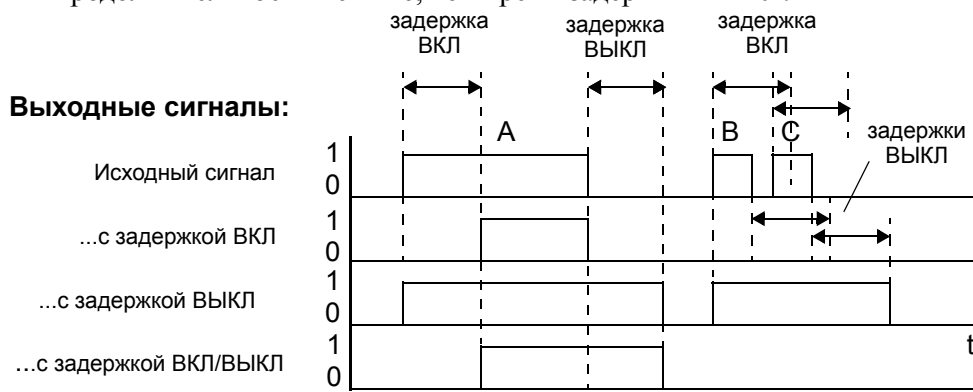 задержка
ВКЛ
задержка
ВЫКЛ
задержка
ВКЛ
Выходные сигналы:
A
B
C
задержки
ВЫКЛ
Исходный сигнал
1
0
...с задержкой ВКЛ
1
0
...с задержкой ВЫКЛ
1
0
...с задержкой ВКЛ/ВЫКЛ
1
0
t